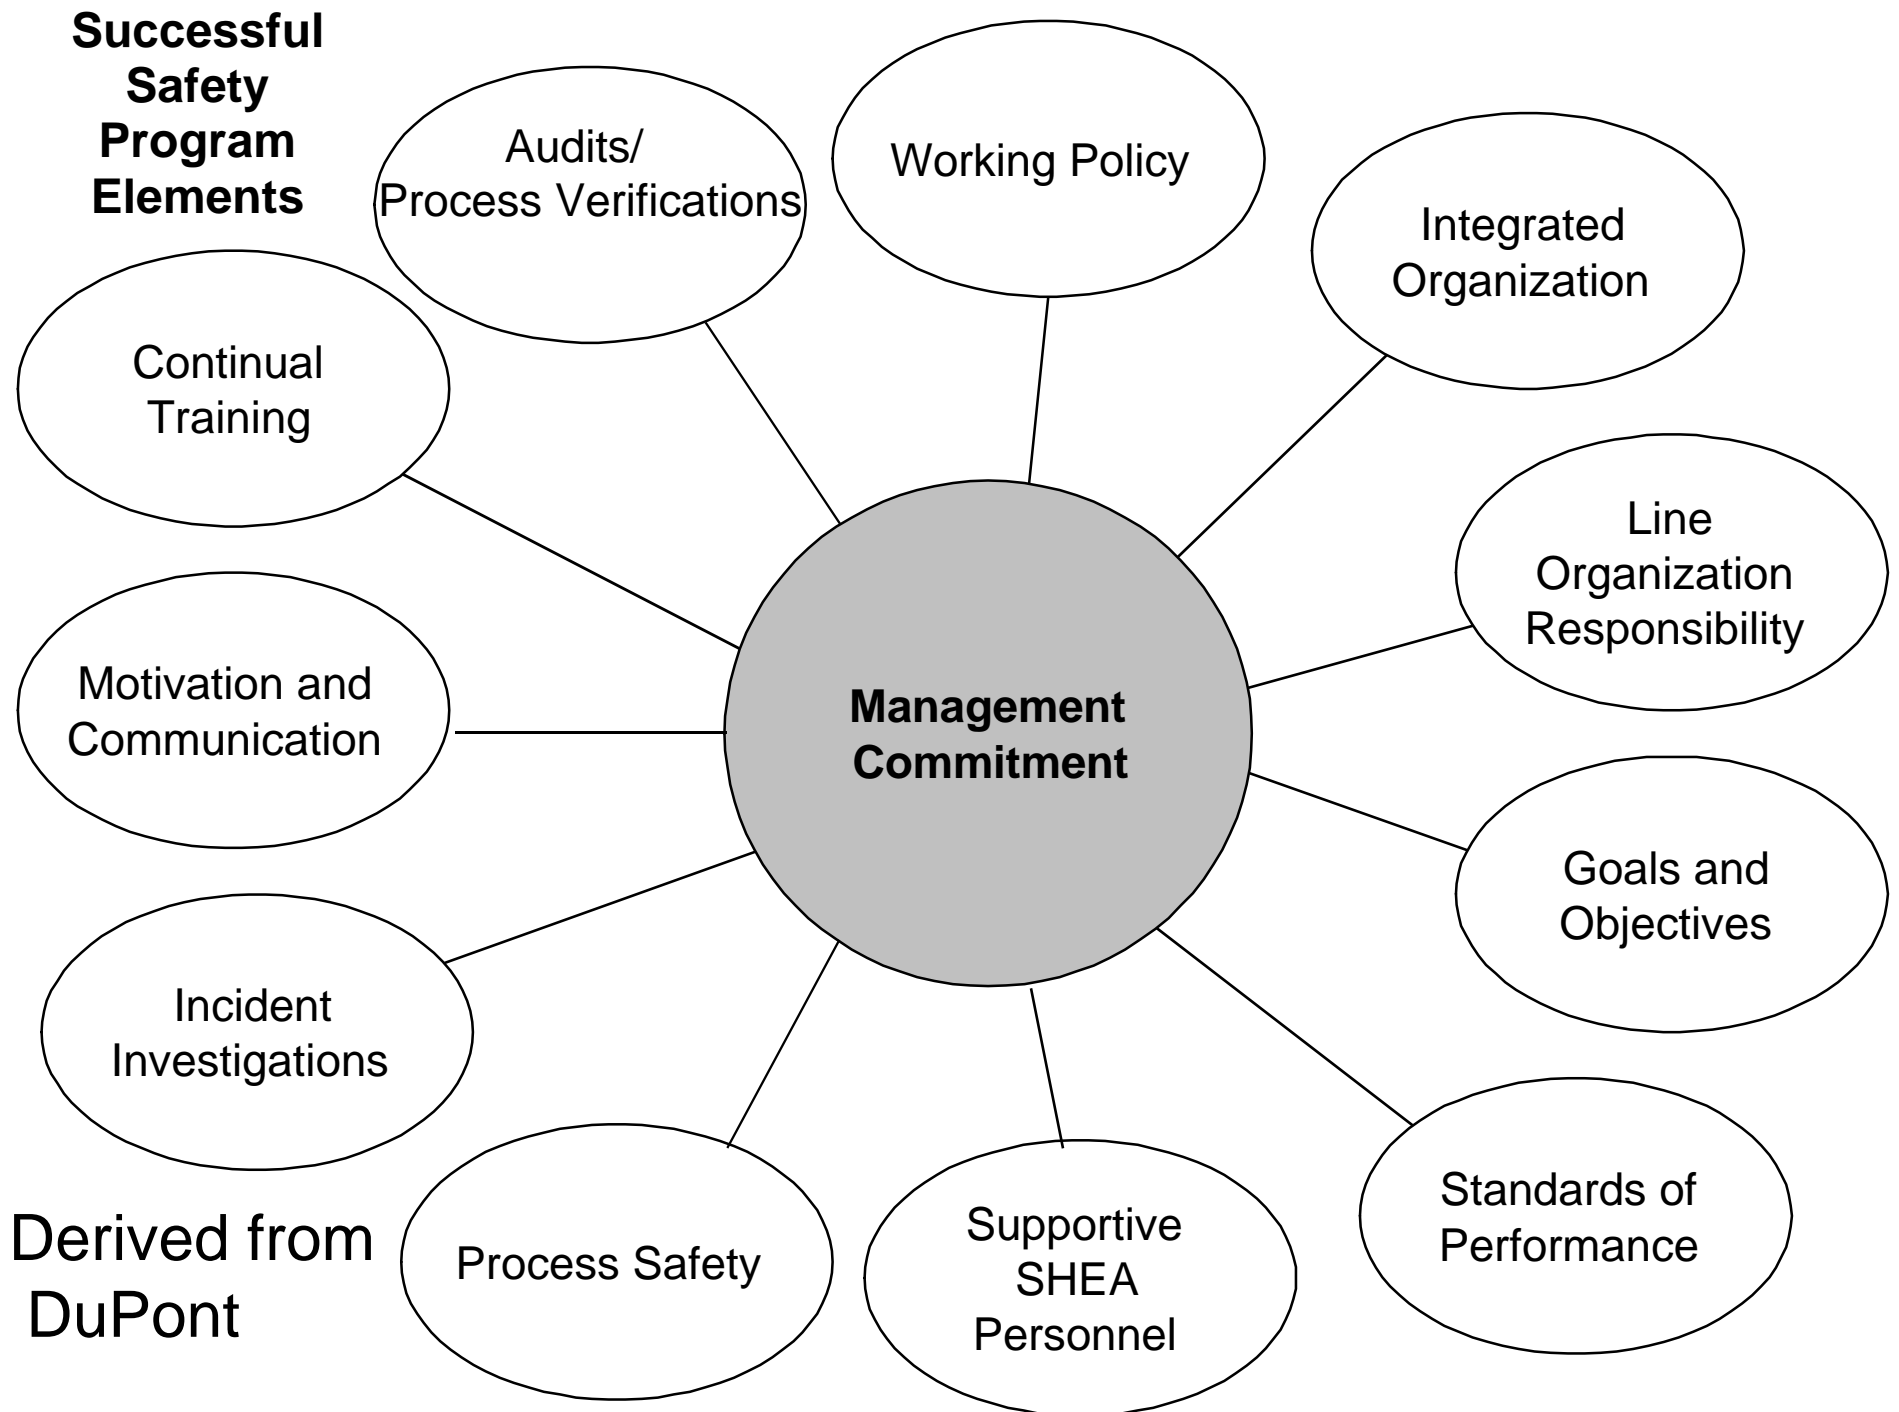 Successful
Safety
Program
Elements
Audits/
Process Verifications
Working Policy
Integrated
Organization
Continual
Training
Line
Organization
Responsibility
Motivation and
Communication
Management
Commitment
Goals and
Objectives
Incident
Investigations
Standards of
Performance
Supportive
SHEA
Personnel
Process Safety
Derived from
DuPont